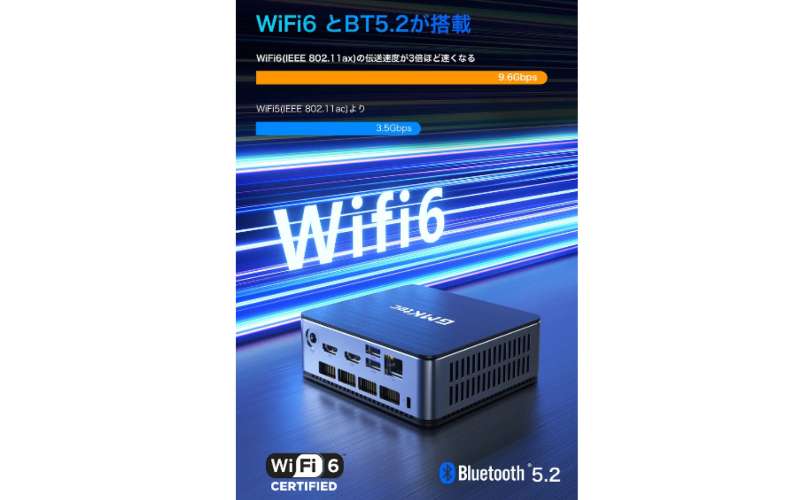 WiFi6 とBT5.2が搭載
WiFi6(IEEE 802.11ax)の伝送速度が3倍ほど速くなる
9.6Gbps
WiFi5(IEEE 802.11ac)より
3.5Gbps
Wifi6
GMKtec
WiFi 6™
CERTIFIED
Bluetooth® 5.2